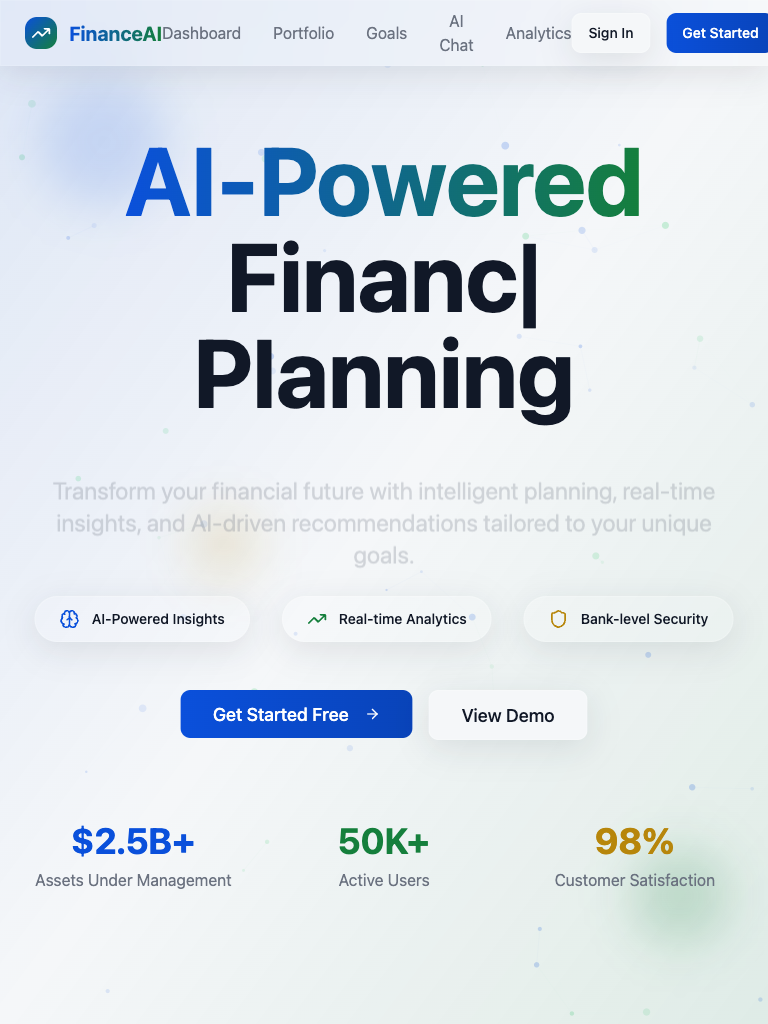 FinanceAI
Dashboard
Portfolio
Goals
AI
Chat
Analytics
Sign In
Get Started
AI-Powered
Financ|
Planning
Transform your financial future with intelligent planning, real-time
insights, and AI-driven recommendations tailored to your unique
goals.
AI-Powered Insights
Real-time Analytics
Bank-level Security
Get Started Free
View Demo
$2.5B+
50K+
98%
Assets Under Management
Active Users
Customer Satisfaction